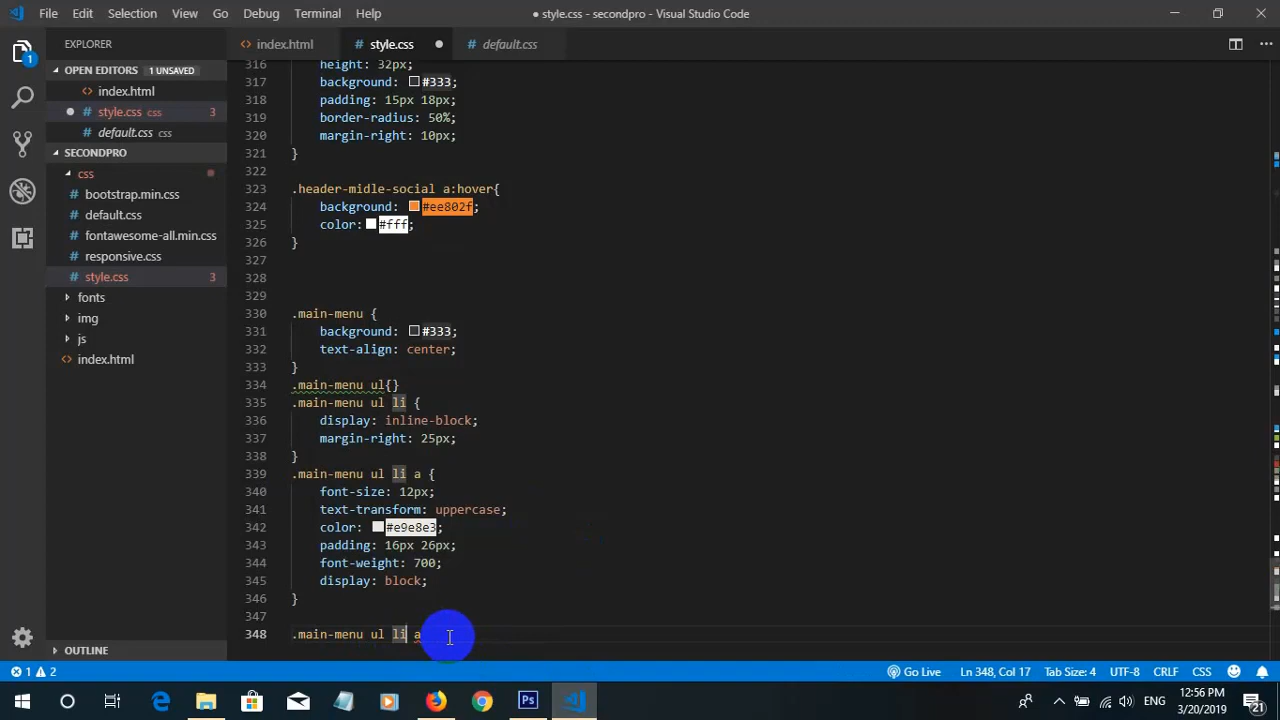 File Edit Selection View Go Debug Terminal Help
● style.css - secondpro - Visual Studio Code
EXPLORER
index.html
style.css
default.css
OPEN EDITORS 1 UNSAVED
index.html
style.css css 3
default.css css
SECONDPRO
css
bootstrap.min.css
default.css
fontawesome-all.min.css
responsive.css
style.css 3
fonts
img
js
index.html
OUTLINE
316 height: 32px;
317 background: #333;
318 padding: 15px 18px;
319 border-radius: 50%;
320 margin-right: 10px;
321 }
322
323 .header-midle-social a:hover{
324 background: #ee802f;
325 color: #fff;
326 }
327
328
329
330 .main-menu {
331 background: #333;
332 text-align: center;
333 }
334 .main-menu ul{}
335 .main-menu ul li {
336 display: inline-block;
337 margin-right: 25px;
338 }
339 .main-menu ul li a {
340 font-size: 12px;
341 text-transform: uppercase;
342 color: #e9e8e3;
343 padding: 16px 26px;
344 font-weight: 700;
345 display: block;
346 }
347
348 .main-menu ul li a
1 2
Go Live Ln 348, Col 17 Tab Size: 4 UTF-8 CRLF CSS
1
Ps
ENG
12:56 PM
3/20/2019
21